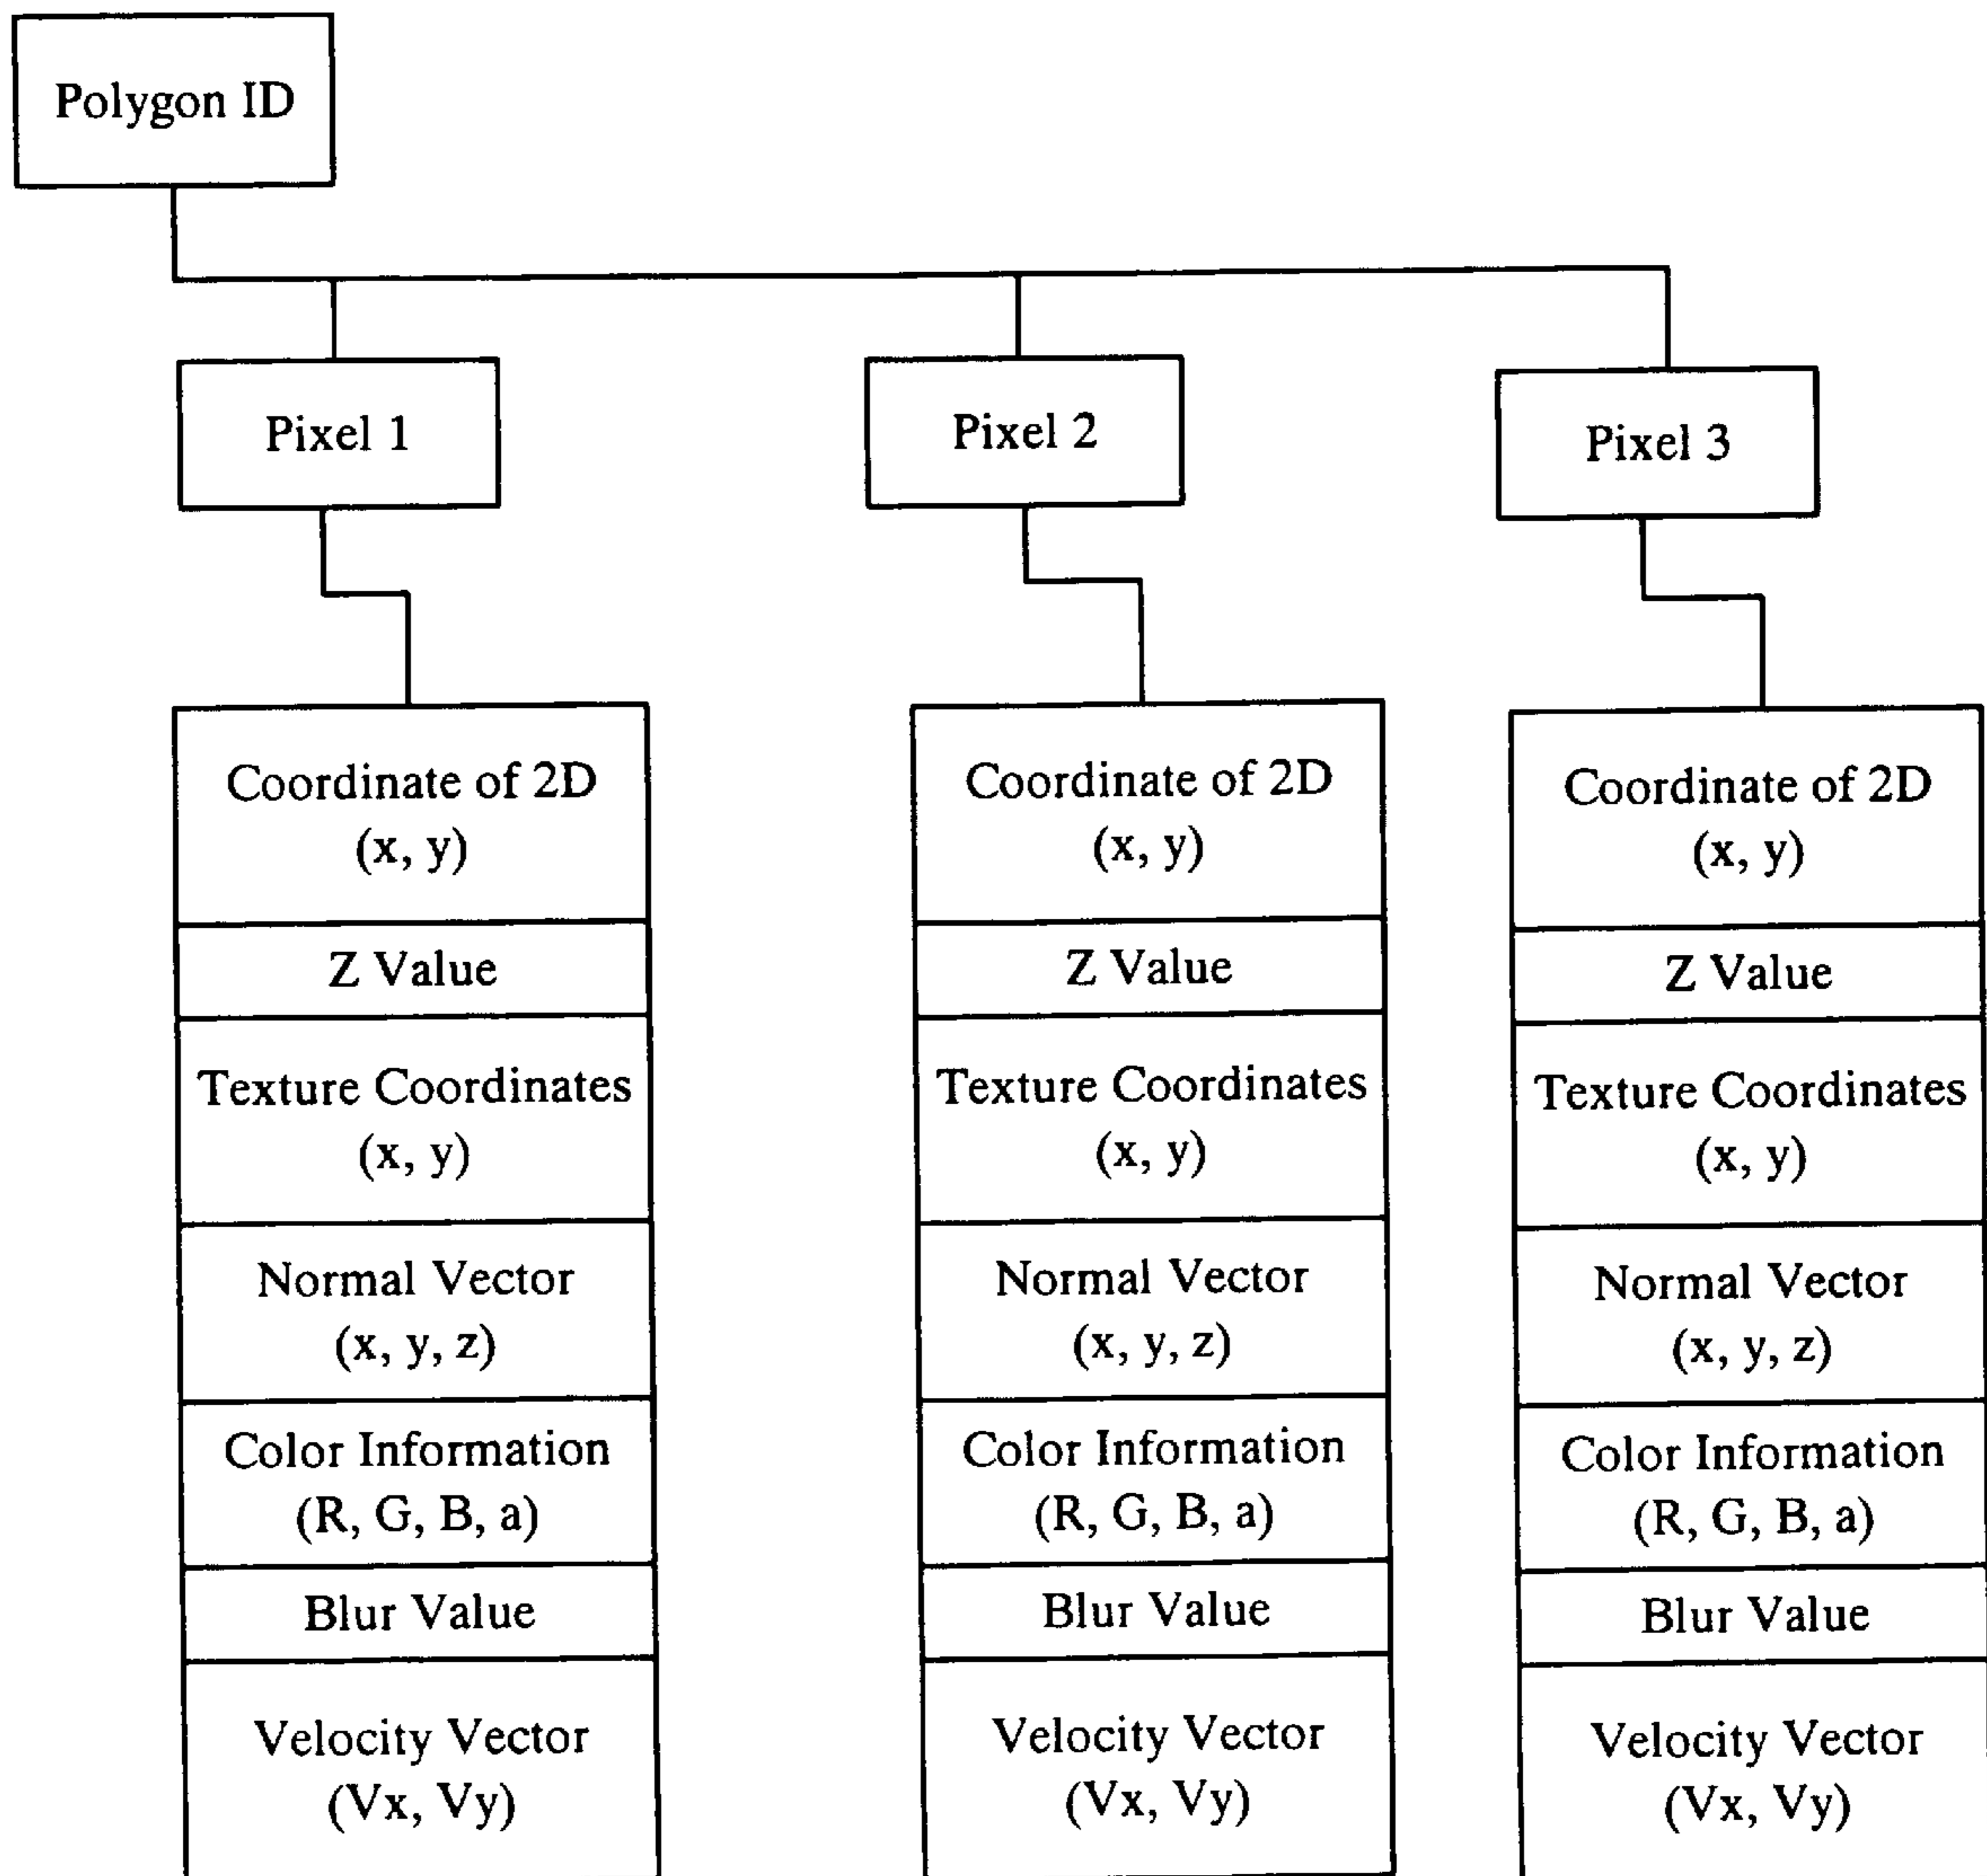 Polygon ID
Pixel 1
Pixel 2
Pixel 3
Coordinate of 2D
(x, y)
Z Value
Texture Coordinates
(x, y)
Normal Vector
(x, y, z)
Color Information
(R, G, B, a)
Blur Value
Velocity Vector
(Vx, Vy)
Coordinate of 2D
(x, y)
Z Value
Texture Coordinates
(x, y)
Normal Vector
(x, y, z)
Color Information
(R, G, B, a)
Blur Value
Velocity Vector
(Vx, Vy)
Coordinate of 2D
(x, y)
Z Value
Texture Coordinates
(x, y)
Normal Vector
(x, y, z)
Color Information
(R, G, B, a)
Blur Value
Velocity Vector
(Vx, Vy)